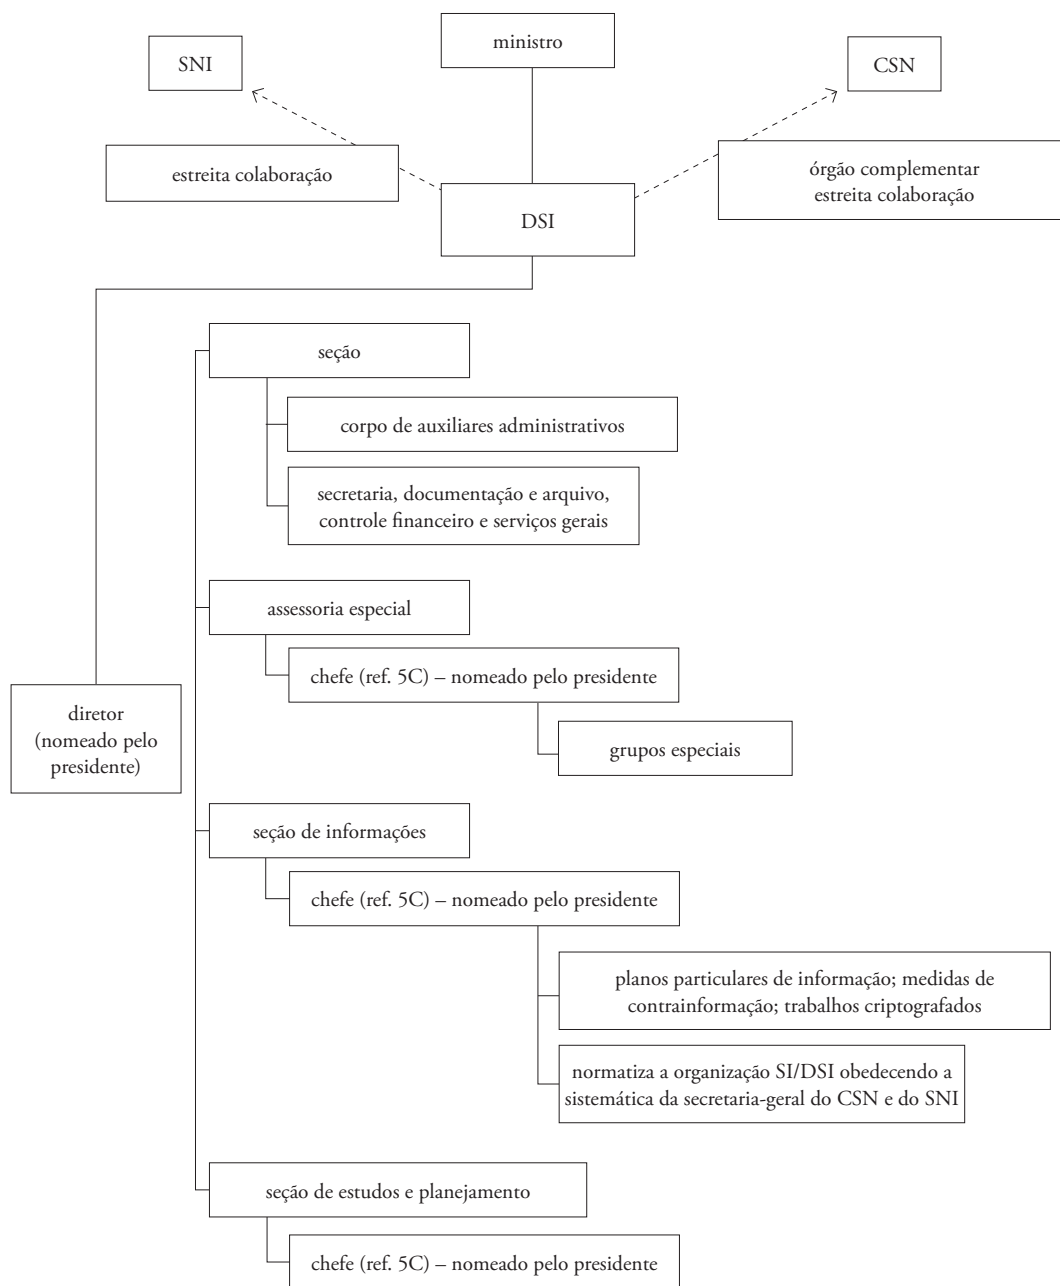 ministro
SNI
CSN
estreita colaboração
órgão complementar
estreita colaboração
DSI
seção
corpo de auxiliares administrativos
secretaria, documentação e arquivo,
controle financeiro e serviços gerais
assessoria especial
chefe (ref. 5C) – nomeado pelo presidente
diretor
(nomeado pelo
presidente)
grupos especiais
seção de informações
chefe (ref. 5C) – nomeado pelo presidente
planos particulares de informação; medidas de
contrainformação; trabalhos criptografados
normatiza a organização SI/DSI obedecendo a
sistemática da secretaria-geral do CSN e do SNI
seção de estudos e planejamento
chefe (ref. 5C) – nomeado pelo presidente